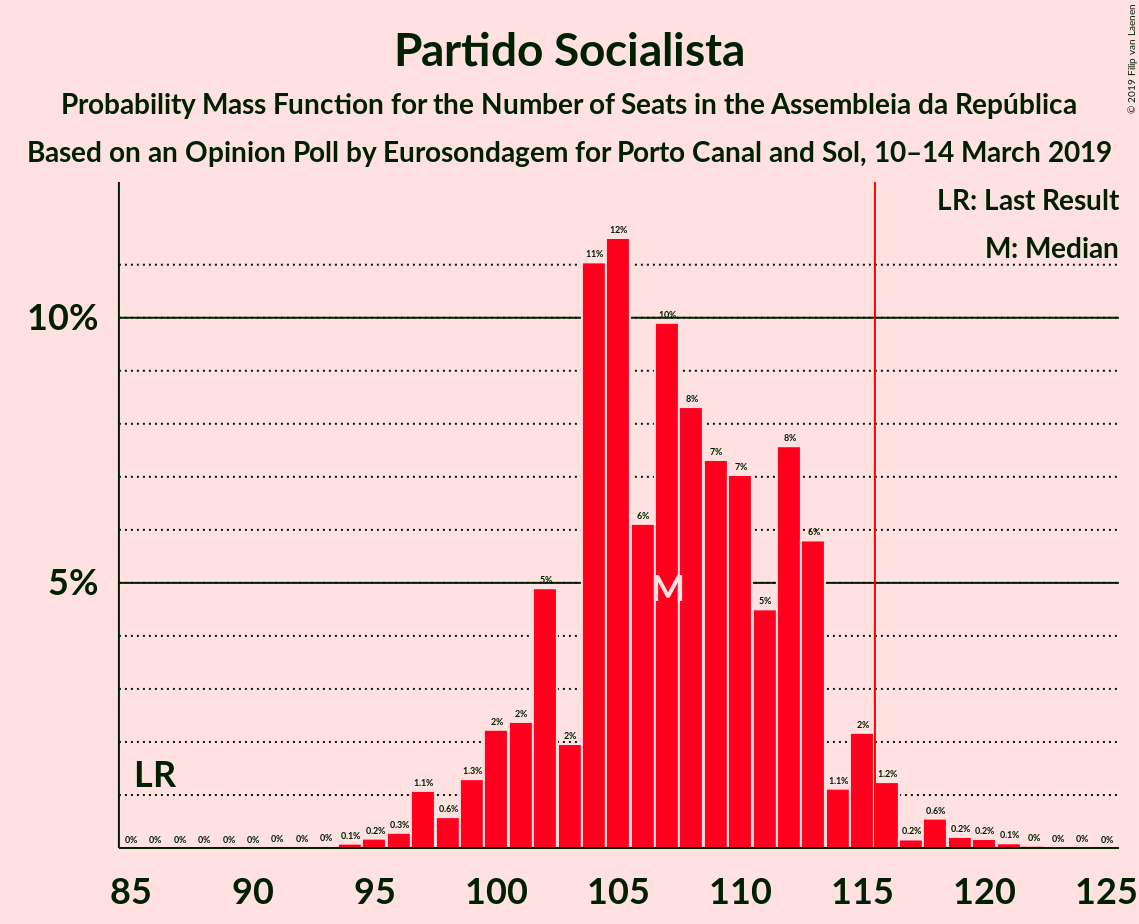 Partido Socialista
Probability Mass Function for the Number of Seats in the Assembleia da República
Based on an Opinion Poll by Eurosondagem for Porto Canal and Sol, 10–14 March 2019
© 2019 Filip van Laenen
LR: Last Result
M: Median
10%
5%
LR
M
0% 0% 0% 0% 0% 0% 0% 0% 0% 0.1% 0.2% 0.3% 1.1% 0.6% 1.3% 2% 2% 5% 2% 11% 12% 6% 10% 8% 7% 7% 5% 8% 6% 1.1% 2% 1.2% 0.2% 0.6% 0.2% 0.2% 0.1% 0% 0% 0% 0%
85 90 95 100 105 110 115 120 125